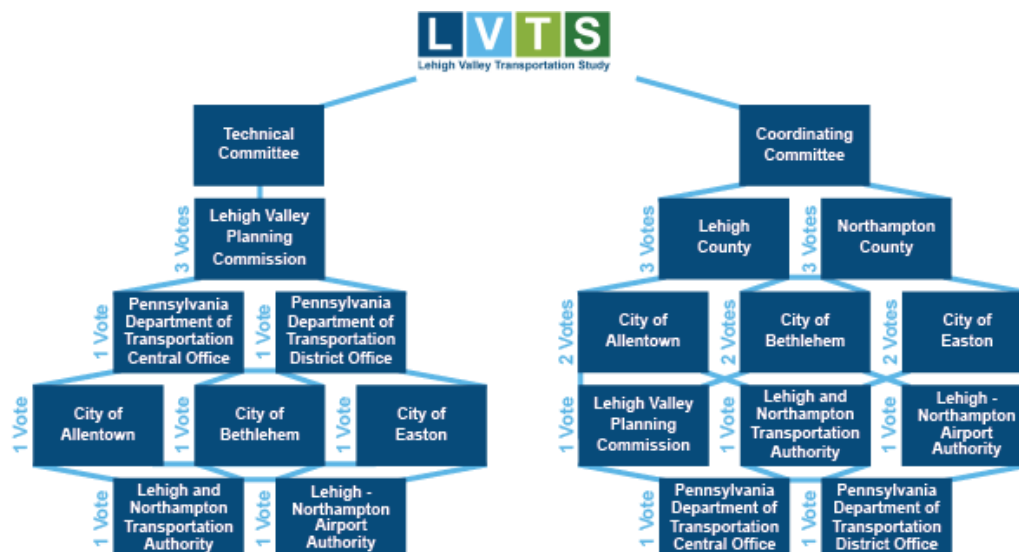 LVTS
Lehigh Valley Transportation Study
Technical
Committee
3 Votes
Lehigh Valley
Planning
Commission
1 Vote
Pennsylvania
Department of
Transportation
Central Office
1 Vote
Pennsylvania
Department of
Transportation
District Office
1 Vote
City of
Allentown
1 Vote
City of
Bethlehem
1 Vote
City of
Easton
1 Vote
Lehigh and
Northampton
Transportation
Authority
1 Vote
Lehigh -
Northampton
Airport
Authority
Coordinating
Committee
3 Votes
Lehigh
County
3 Votes
Northampton
County
2 Votes
City of
Allentown
2 Votes
City of
Bethlehem
2 Votes
City of
Easton
1 Vote
Lehigh Valley
Planning
Commission
1 Vote
Lehigh and
Northampton
Transportation
Authority
1 Vote
Lehigh -
Northampton
Airport
Authority
1 Vote
Pennsylvania
Department of
Transportation
Central Office
1 Vote
Pennsylvania
Department of
Transportation
District Office